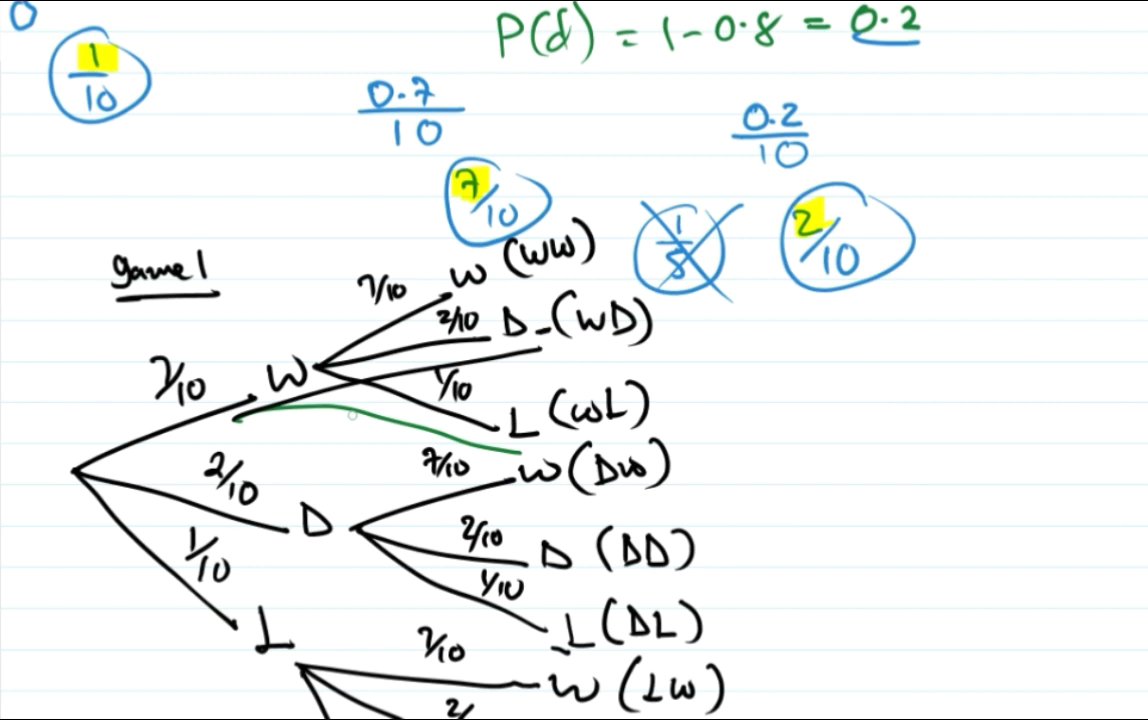 0
P(d) = 1 - 0.8 = 0.2
1/10
0.7/10
0.2/10
7/10
1/8
2/10
game 1
7/10 W (WW)
2/10 D - (WD)
7/10 W
1/10
L (WL)
2/10
7/10 W (DW)
D
2/10 D (DD)
1/10
1/10
L (DL)
L
7/10
W (LW)
2/